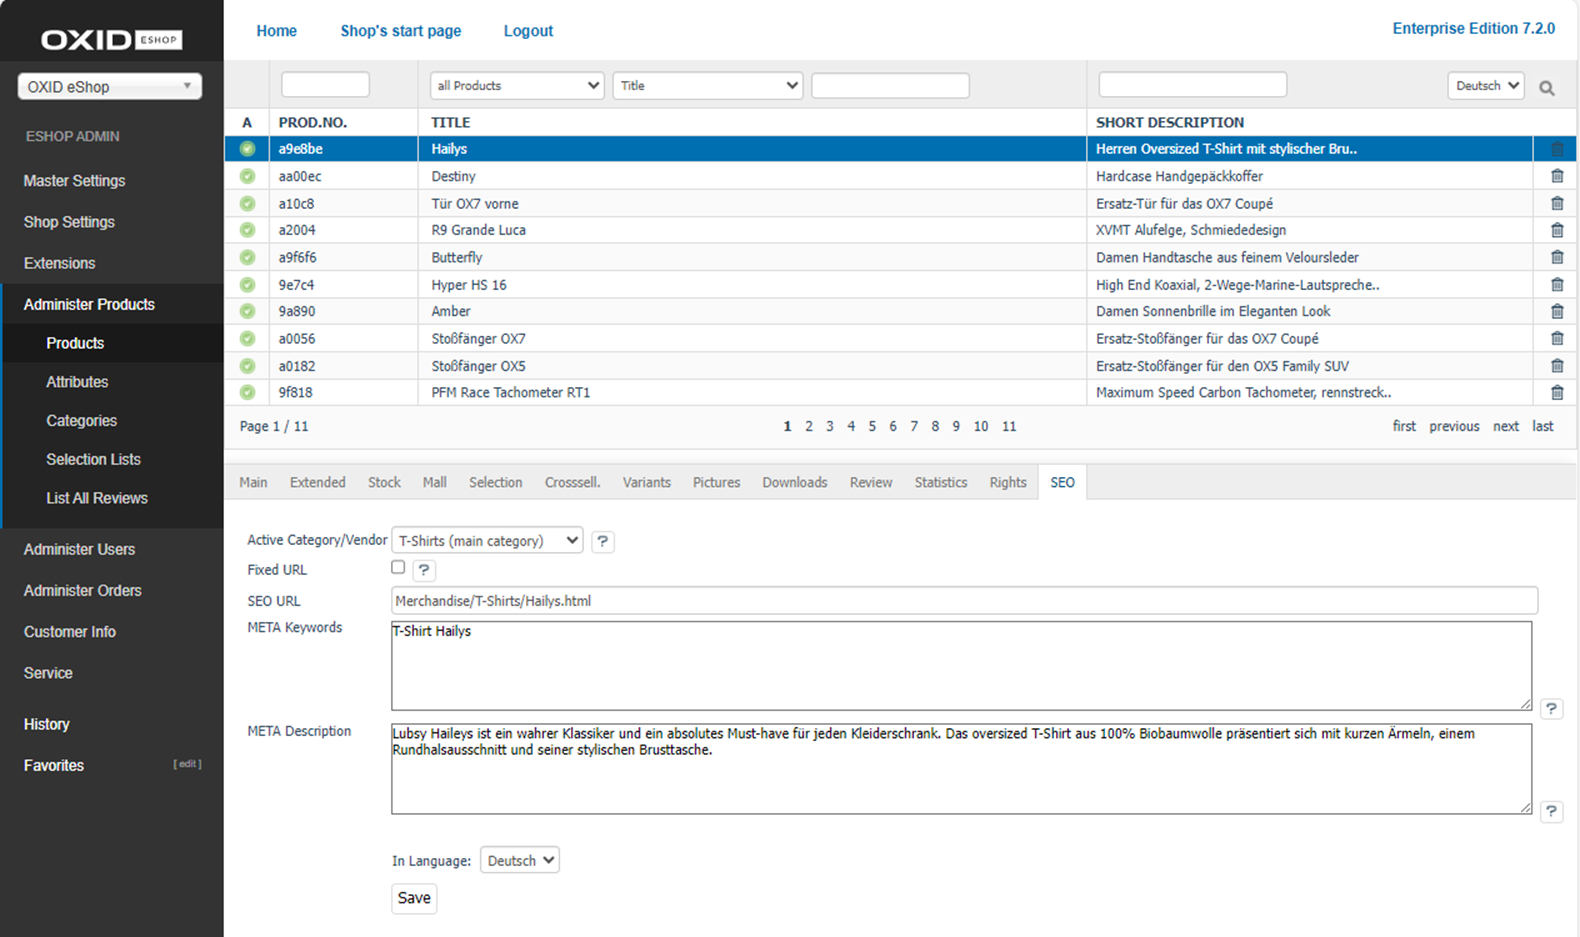 OXID ESHOP
Home Shop's start page Logout
Enterprise Edition 7.2.0
OXID eShop
ESHOP ADMIN
Master Settings
Shop Settings
Extensions
Administer Products
Products
Attributes
Categories
Selection Lists
List All Reviews
Administer Users
Administer Orders
Customer Info
Service
History
Favorites [edit]
all Products Title Deutsch
A PROD.NO. TITLE SHORT DESCRIPTION
a9e8be Hailys Herren Oversized T-Shirt mit stylischer Bru..
aa00ec Destiny Hardcase Handgepäckkoffer
a10c8 Tür OX7 vorne Ersatz-Tür für das OX7 Coupé
a2004 R9 Grande Luca XVMT Alufelge, Schmiededesign
a9f6f6 Butterfly Damen Handtasche aus feinem Veloursleder
9e7c4 Hyper HS 16 High End Koaxial, 2-Wege-Marine-Lautspreche..
9a890 Amber Damen Sonnenbrille im Eleganten Look
a0056 Stoßfänger OX7 Ersatz-Stoßfänger für das OX7 Coupé
a0182 Stoßfänger OX5 Ersatz-Stoßfänger für den OX5 Family SUV
9f818 PFM Race Tachometer RT1 Maximum Speed Carbon Tachometer, rennstreck..
Page 1 / 11 1 2 3 4 5 6 7 8 9 10 11 first previous next last
Main Extended Stock Mall Selection Crosssell. Variants Pictures Downloads Review Statistics Rights SEO
Active Category/Vendor T-Shirts (main category) ?
Fixed URL ?
SEO URL Merchandise/T-Shirts/Hailys.html
META Keywords T-Shirt Hailys
?
META Description Lubsy Haileys ist ein wahrer Klassiker und ein absolutes Must-have für jeden Kleiderschrank. Das oversized T-Shirt aus 100% Biobaumwolle präsentiert sich mit kurzen Ärmeln, einem
Rundhalsausschnitt und seiner stylischen Brusttasche.
?
In Language: Deutsch
Save